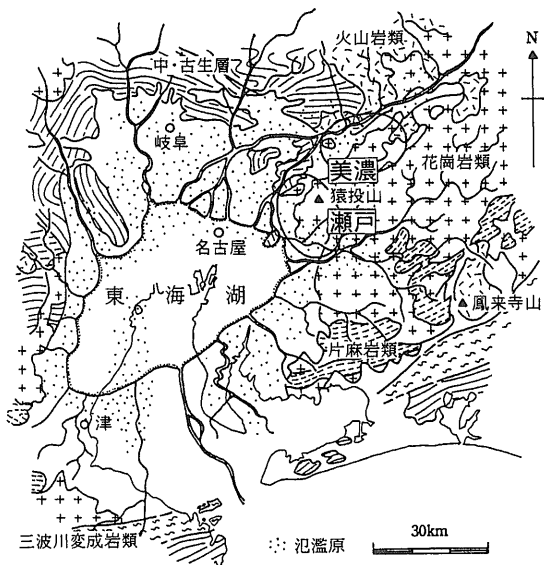 火山岩類
N
中・古生層
岐阜
花崗岩類
美濃
猿投山
瀬戸
名古屋
東海湖
鳳来寺山
片麻岩類
津
三波川変成岩類
氾濫原
30km